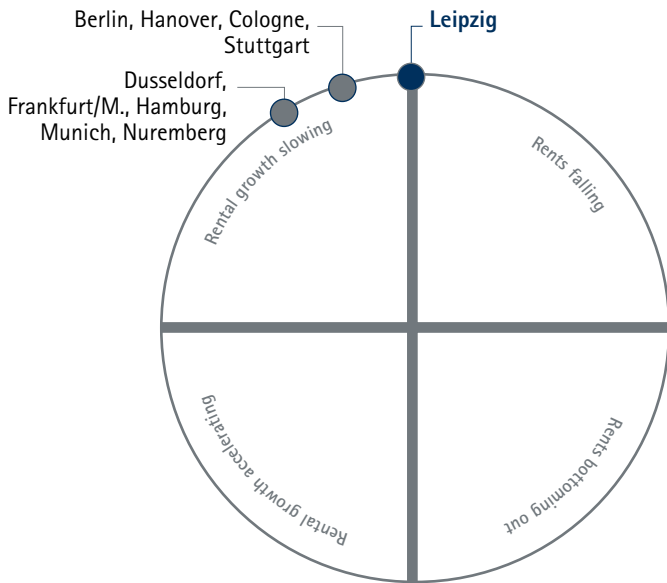 Berlin, Hanover, Cologne,
Stuttgart
Leipzig
Dusseldorf,
Frankfurt/M., Hamburg,
Munich, Nuremberg
Rental growth slowing
Rents falling
Rental growth accelerating
Rents bottoming out